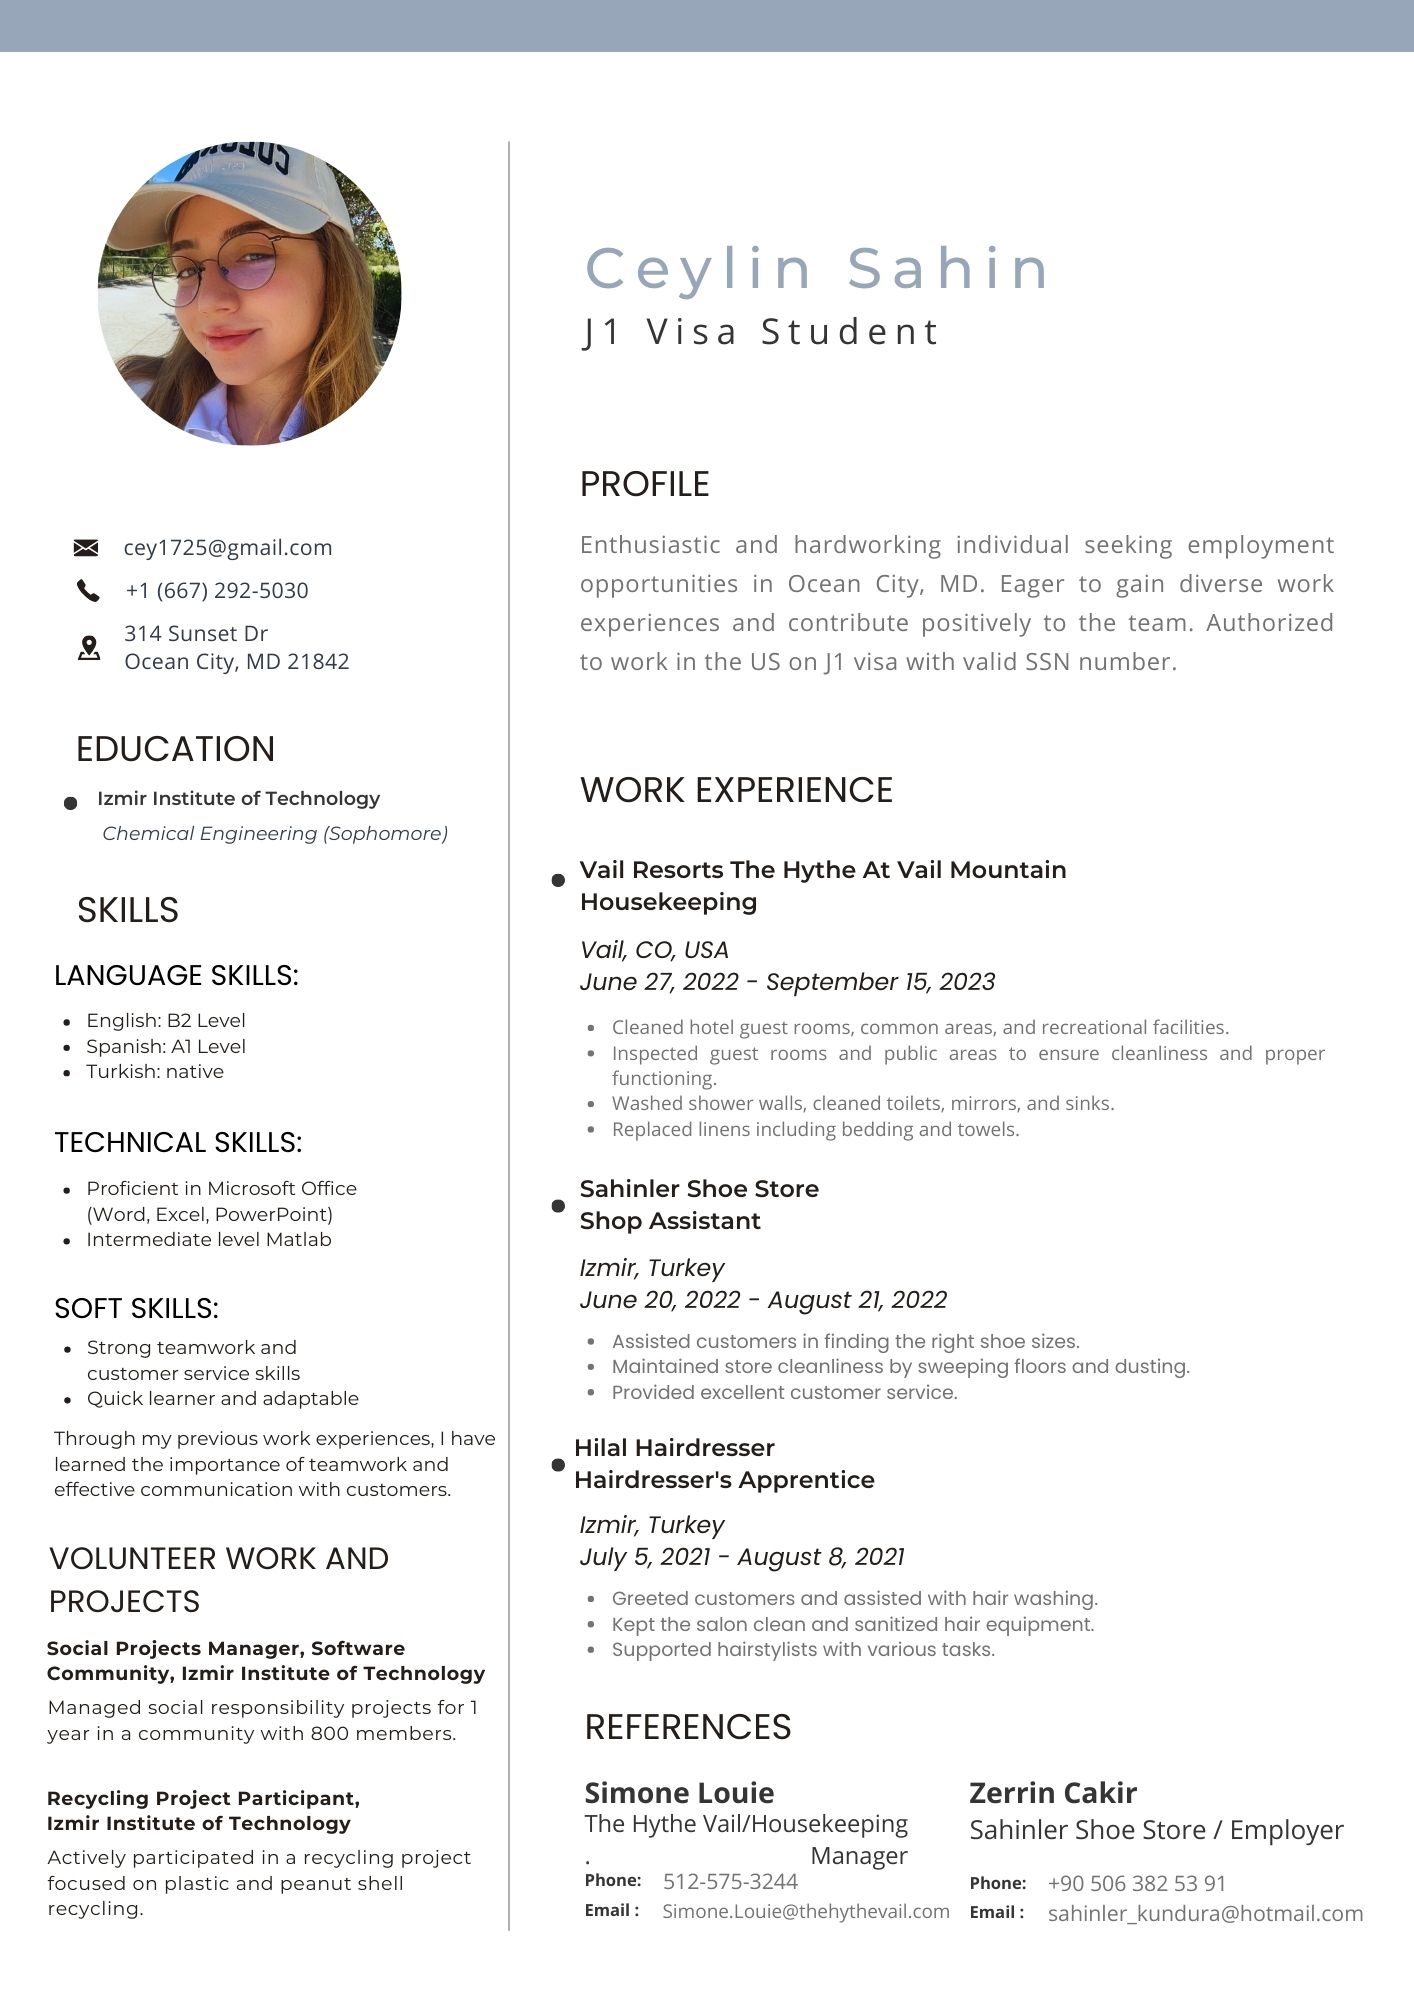 Ceylin Sahin
J1 Visa Student
cey1725@gmail.com
+1 (667) 292-5030
314 Sunset Dr
Ocean City, MD 21842
EDUCATION
Izmir Institute of Technology
Chemical Engineering (Sophomore)
SKILLS
LANGUAGE SKILLS:
• English: B2 Level
• Spanish: A1 Level
• Turkish: native
TECHNICAL SKILLS:
• Proficient in Microsoft Office
(Word, Excel, PowerPoint)
• Intermediate level Matlab
SOFT SKILLS:
• Strong teamwork and
customer service skills
• Quick learner and adaptable
Through my previous work experiences, I have
learned the importance of teamwork and
effective communication with customers.
VOLUNTEER WORK AND
PROJECTS
Social Projects Manager, Software
Community, Izmir Institute of Technology
Managed social responsibility projects for 1
year in a community with 800 members.
Recycling Project Participant,
Izmir Institute of Technology
Actively participated in a recycling project
focused on plastic and peanut shell
recycling.
PROFILE
Enthusiastic and hardworking individual seeking employment
opportunities in Ocean City, MD. Eager to gain diverse work
experiences and contribute positively to the team. Authorized
to work in the US on J1 visa with valid SSN number.
WORK EXPERIENCE
Vail Resorts The Hythe At Vail Mountain
Housekeeping
Vail, CO, USA
June 27, 2022 - September 15, 2023
• Cleaned hotel guest rooms, common areas, and recreational facilities.
• Inspected guest rooms and public areas to ensure cleanliness and proper
functioning.
• Washed shower walls, cleaned toilets, mirrors, and sinks.
• Replaced linens including bedding and towels.
Sahinler Shoe Store
Shop Assistant
Izmir, Turkey
June 20, 2022 - August 21, 2022
• Assisted customers in finding the right shoe sizes.
• Maintained store cleanliness by sweeping floors and dusting.
• Provided excellent customer service.
Hilal Hairdresser
Hairdresser's Apprentice
Izmir, Turkey
July 5, 2021 - August 8, 2021
• Greeted customers and assisted with hair washing.
• Kept the salon clean and sanitized hair equipment.
• Supported hairstylists with various tasks.
REFERENCES
Simone Louie
The Hythe Vail/Housekeeping
. Manager
Phone: 512-575-3244
Email : Simone.Louie@thehythevail.com
Zerrin Cakir
Sahinler Shoe Store / Employer
Phone: +90 506 382 53 91
Email : sahinler_kundura@hotmail.com